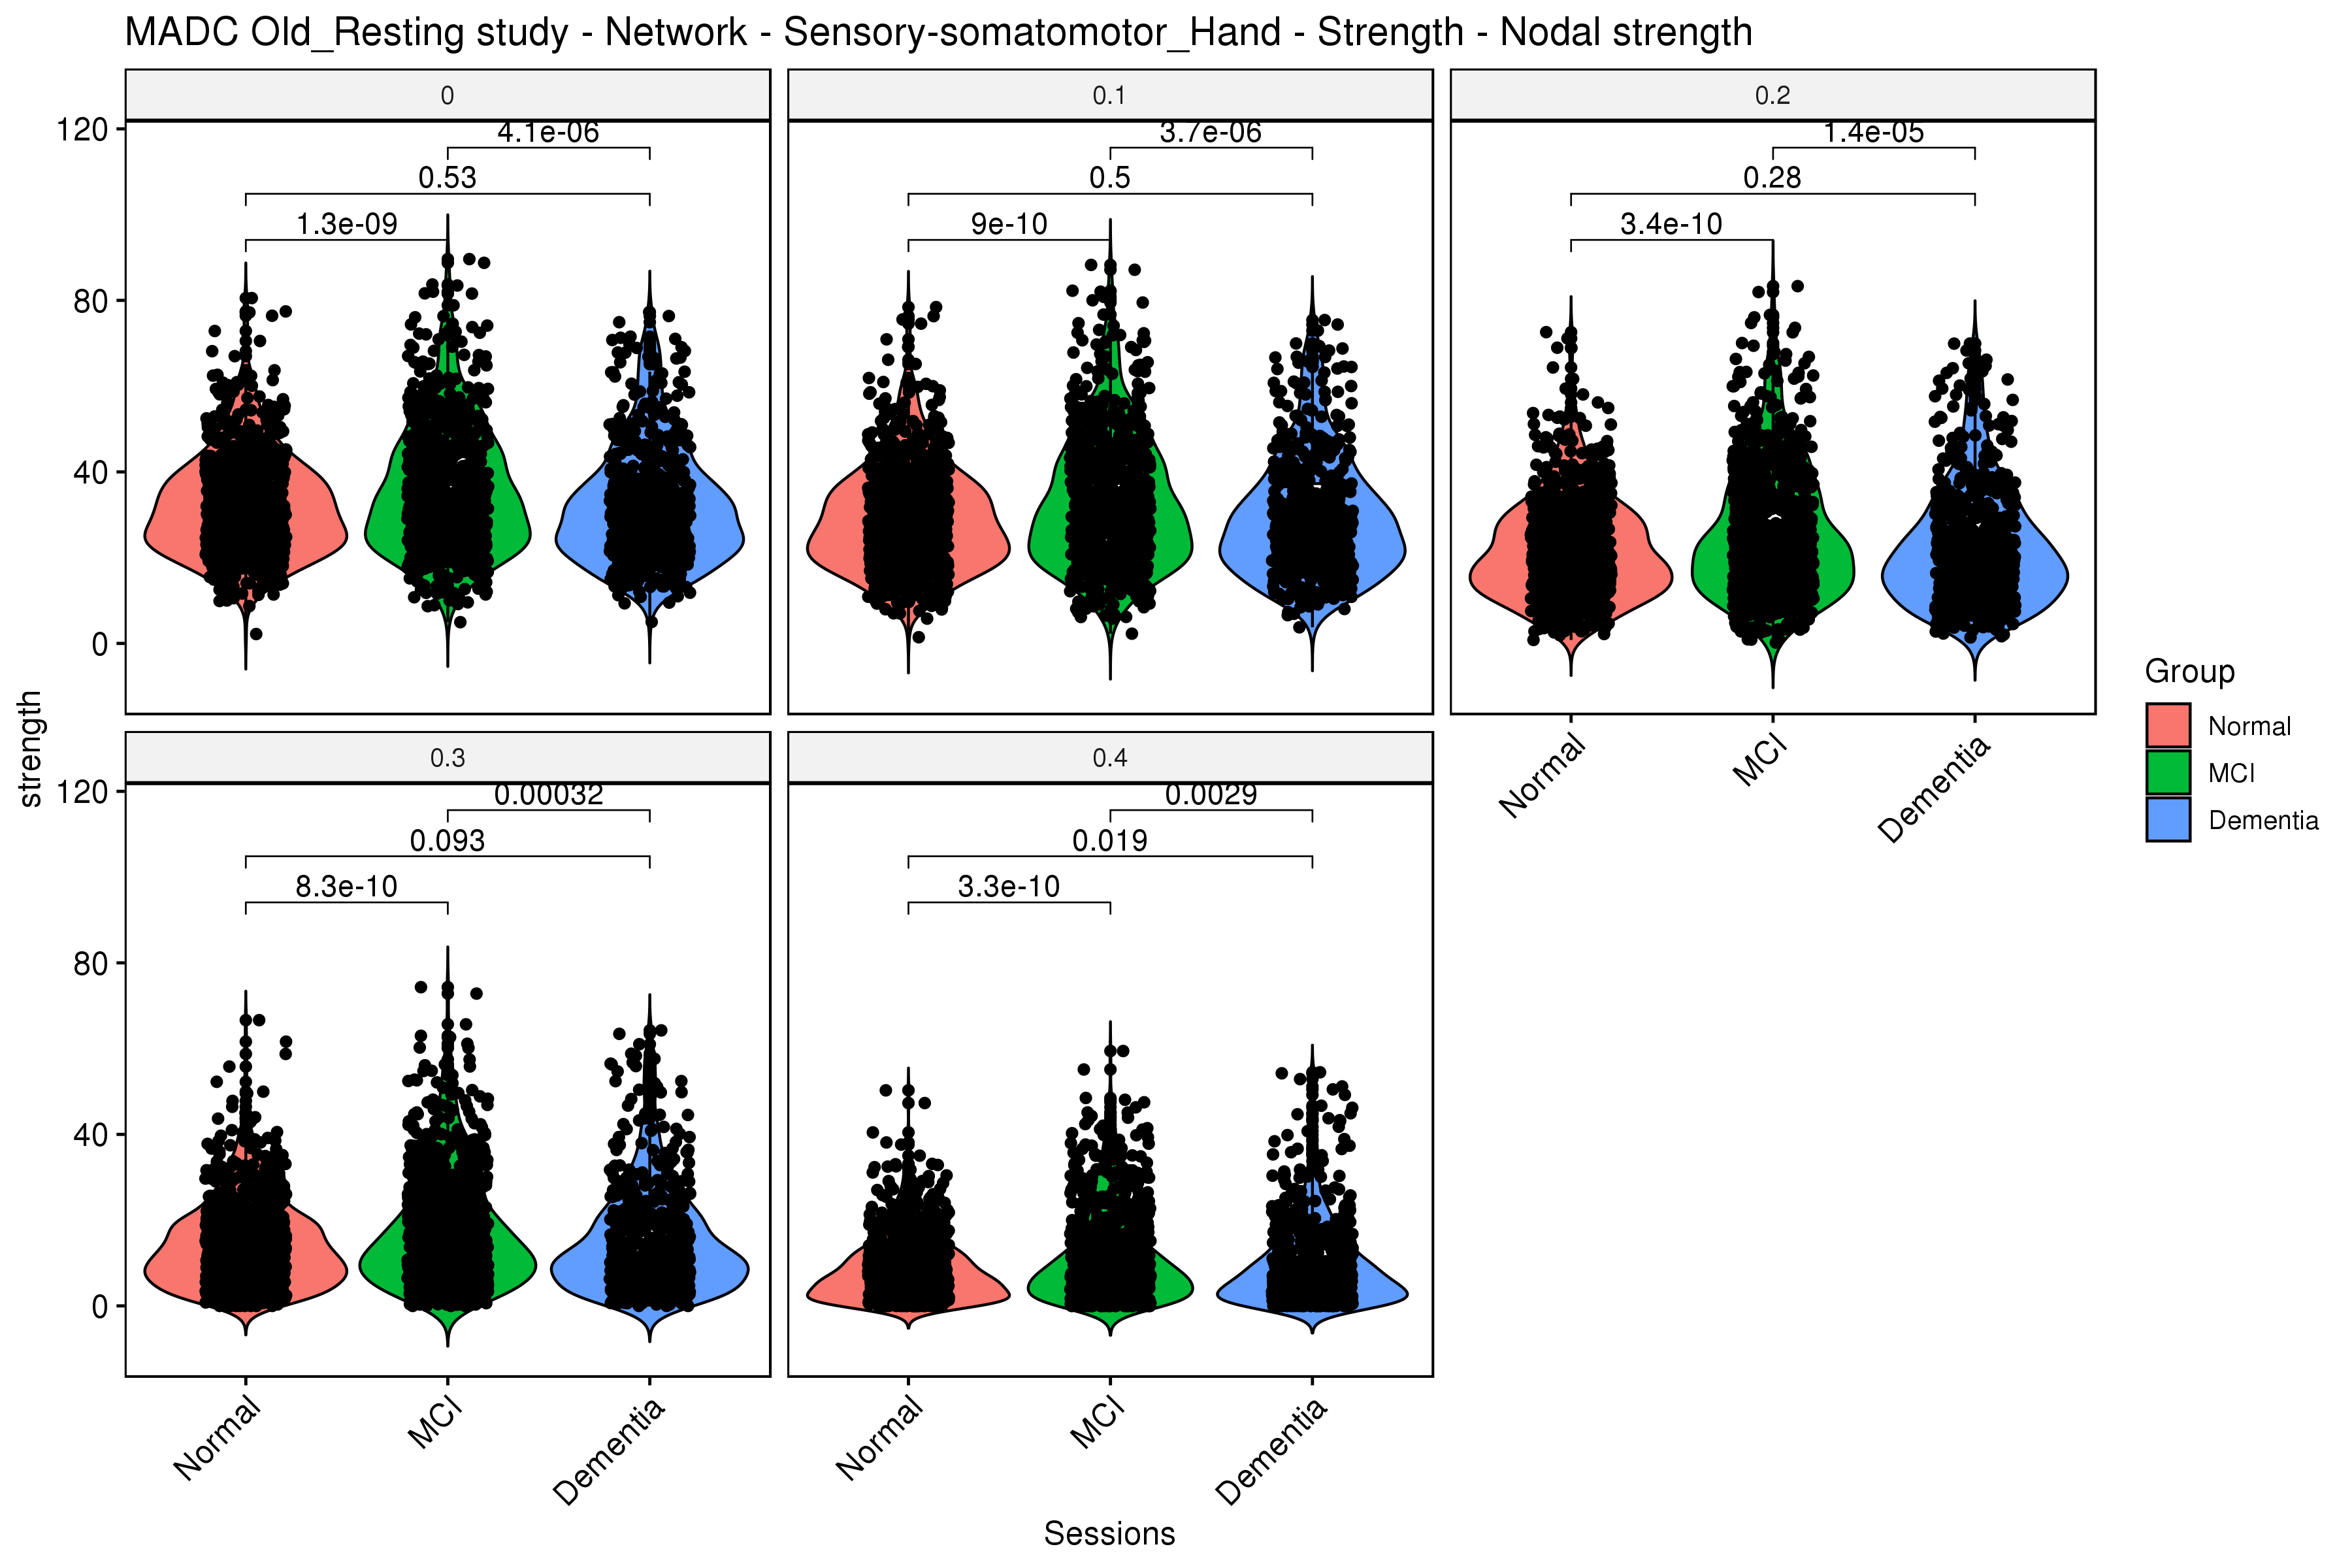 MADC Old_Resting study - Network - Sensory-somatomotor_Hand - Strength - Nodal strength
0
0.1
0.2
120
80
40
0
4.1e-06
0.53
1.3e-09
3.7e-06
0.5
9e-10
1.4e-05
0.28
3.4e-10
Normal
MCI
Dementia
strength
0.3
0.4
120
80
40
0
0.00032
0.093
8.3e-10
0.0029
0.019
3.3e-10
Normal
MCI
Dementia
Normal
MCI
Dementia
Sessions
Group
Normal
MCI
Dementia